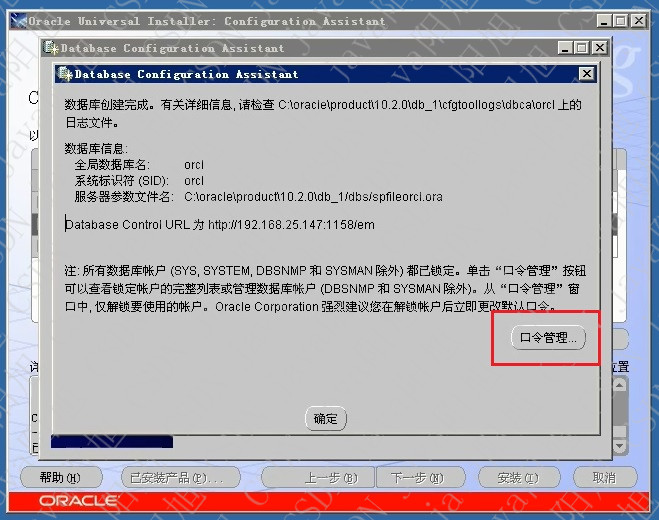 Oracle Universal Installer: Configuration Assistant
Database Configuration Assistant
Database Configuration Assistant
数据库创建完成。有关详细信息, 请检查 C:\oracle\product\10.2.0\db_1\cfgtoollogs\dbca\orcl 上的
日志文件。
数据库信息:
全局数据库名: orcl
系统标识符 (SID): orcl
服务器参数文件名: C:\oracle\product\10.2.0\db_1/dbs/spfileorcl.ora
Database Control URL 为 http://192.168.25.147:1158/em
注: 所有数据库帐户 (SYS, SYSTEM, DBSNMP 和 SYSMAN 除外) 都已锁定。单击“口令管理”按钮
可以查看锁定帐户的完整列表或管理数据库帐户 (DBSNMP 和 SYSMAN 除外)。从“口令管理”窗
口中, 仅解锁要使用的帐户。Oracle Corporation 强烈建议您在解锁帐户后立即更改默认口令。
口令管理...
位置
确定
帮助(H)
已安装产品(P)...
上一步(B)
下一步(N)
安装(I)
取消
ORACLE